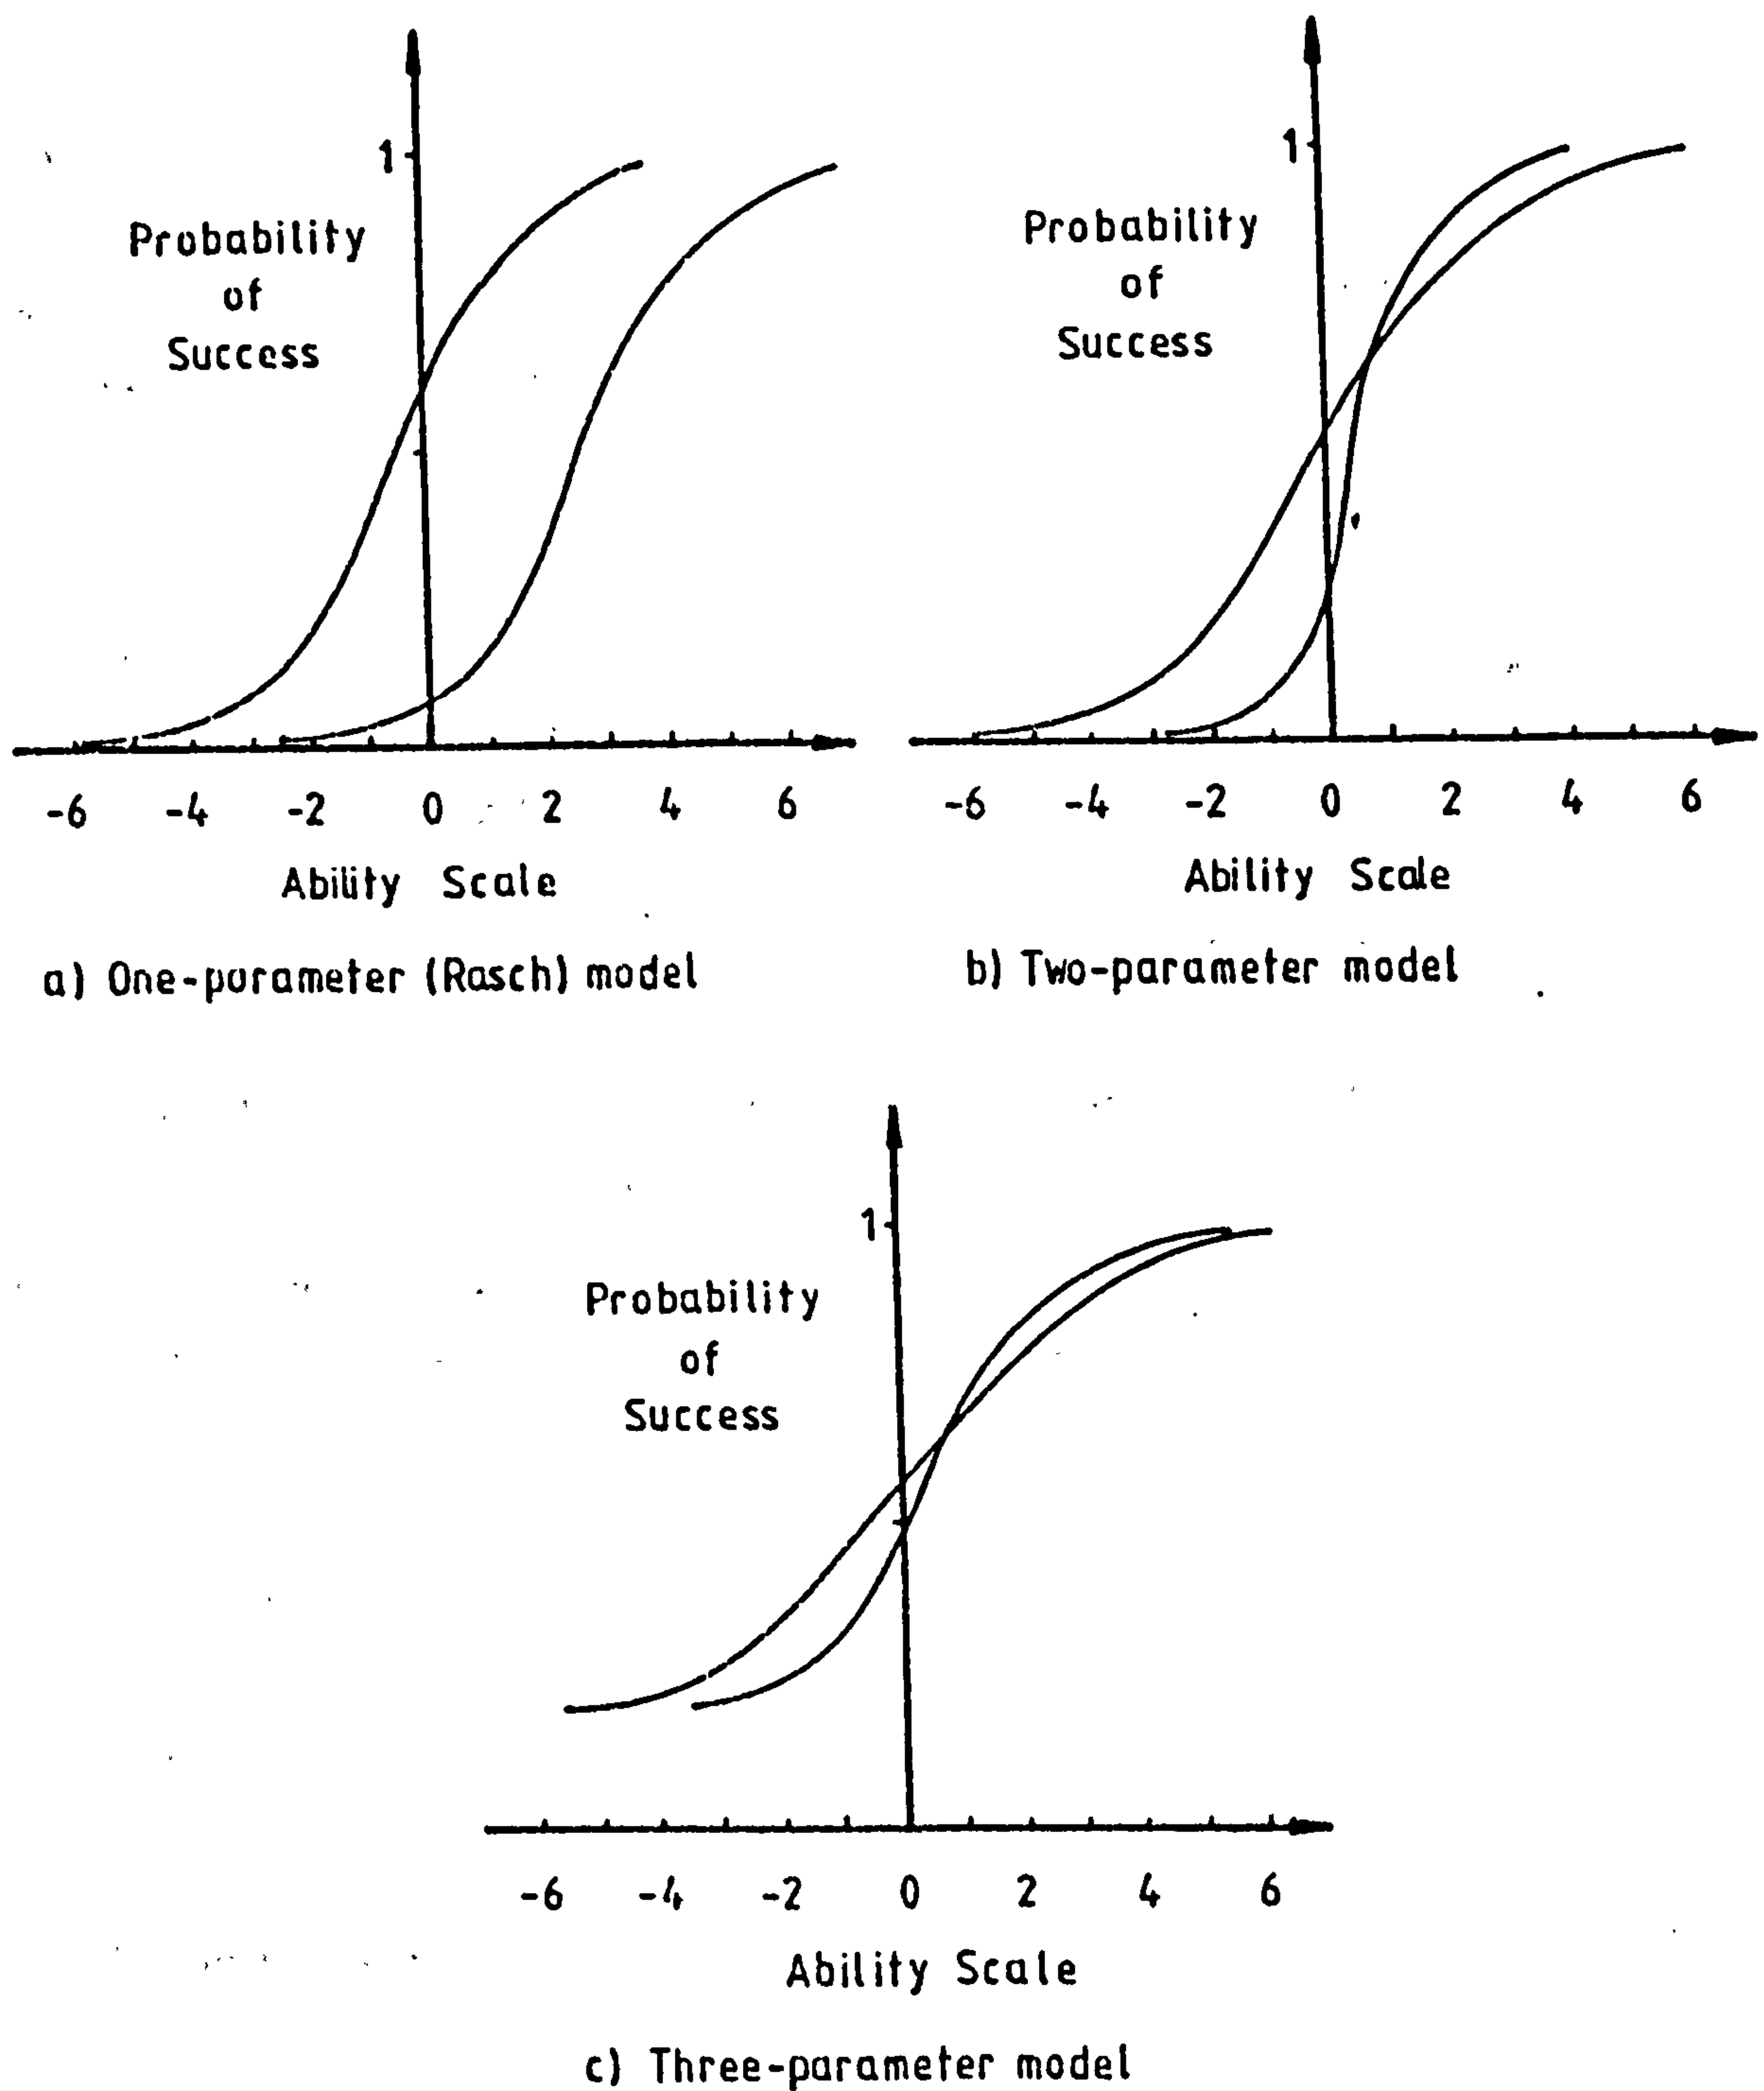 1
Probability
of
Success
-6 -4 -2 0 2 4 6
Ability Scale
a) One-parameter (Rasch) model
1
Probability
of
Success
-6 -4 -2 0 2 4 6
Ability Scale
b) Two-parameter model
1
Probability
of
Success
-6 -4 -2 0 2 4 6
Ability Scale
c) Three-parameter model